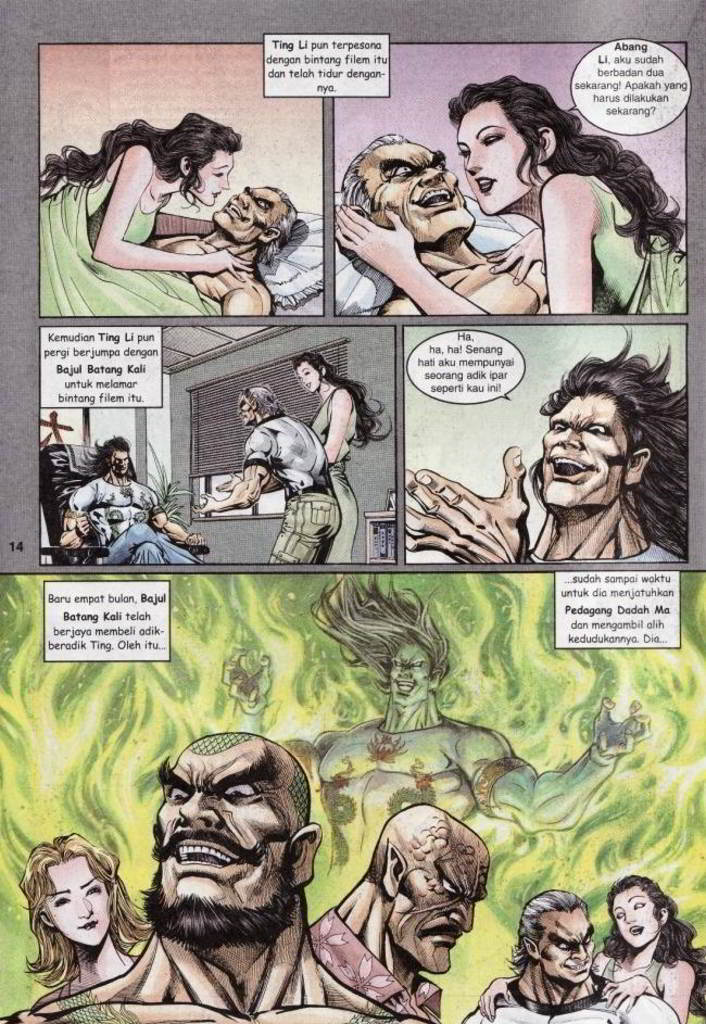 Ting Li pun terpesona
dengan bintang filem itu
dan telah tidur dengan-
nya.
Abang
Li, aku sudah
berbadan dua
sekarang! Apakah yang
harus dilakukan
sekarang?
Kemudian Ting Li pun
pergi berjumpa dengan
Bajul Batang Kali
untuk melamar
bintang filem itu.
Ha,
ha, ha! Senang
hati aku mempunyai
seorang adik ipar
seperti kau ini!
14
Baru empat bulan, Bajul
Batang Kali telah
berjaya membeli adik-
beradik Ting. Oleh itu...
...sudah sampai waktu
untuk dia menjatuhkan
Pedagang Dadah Ma
dan mengambil alih
kedudukannya. Dia...